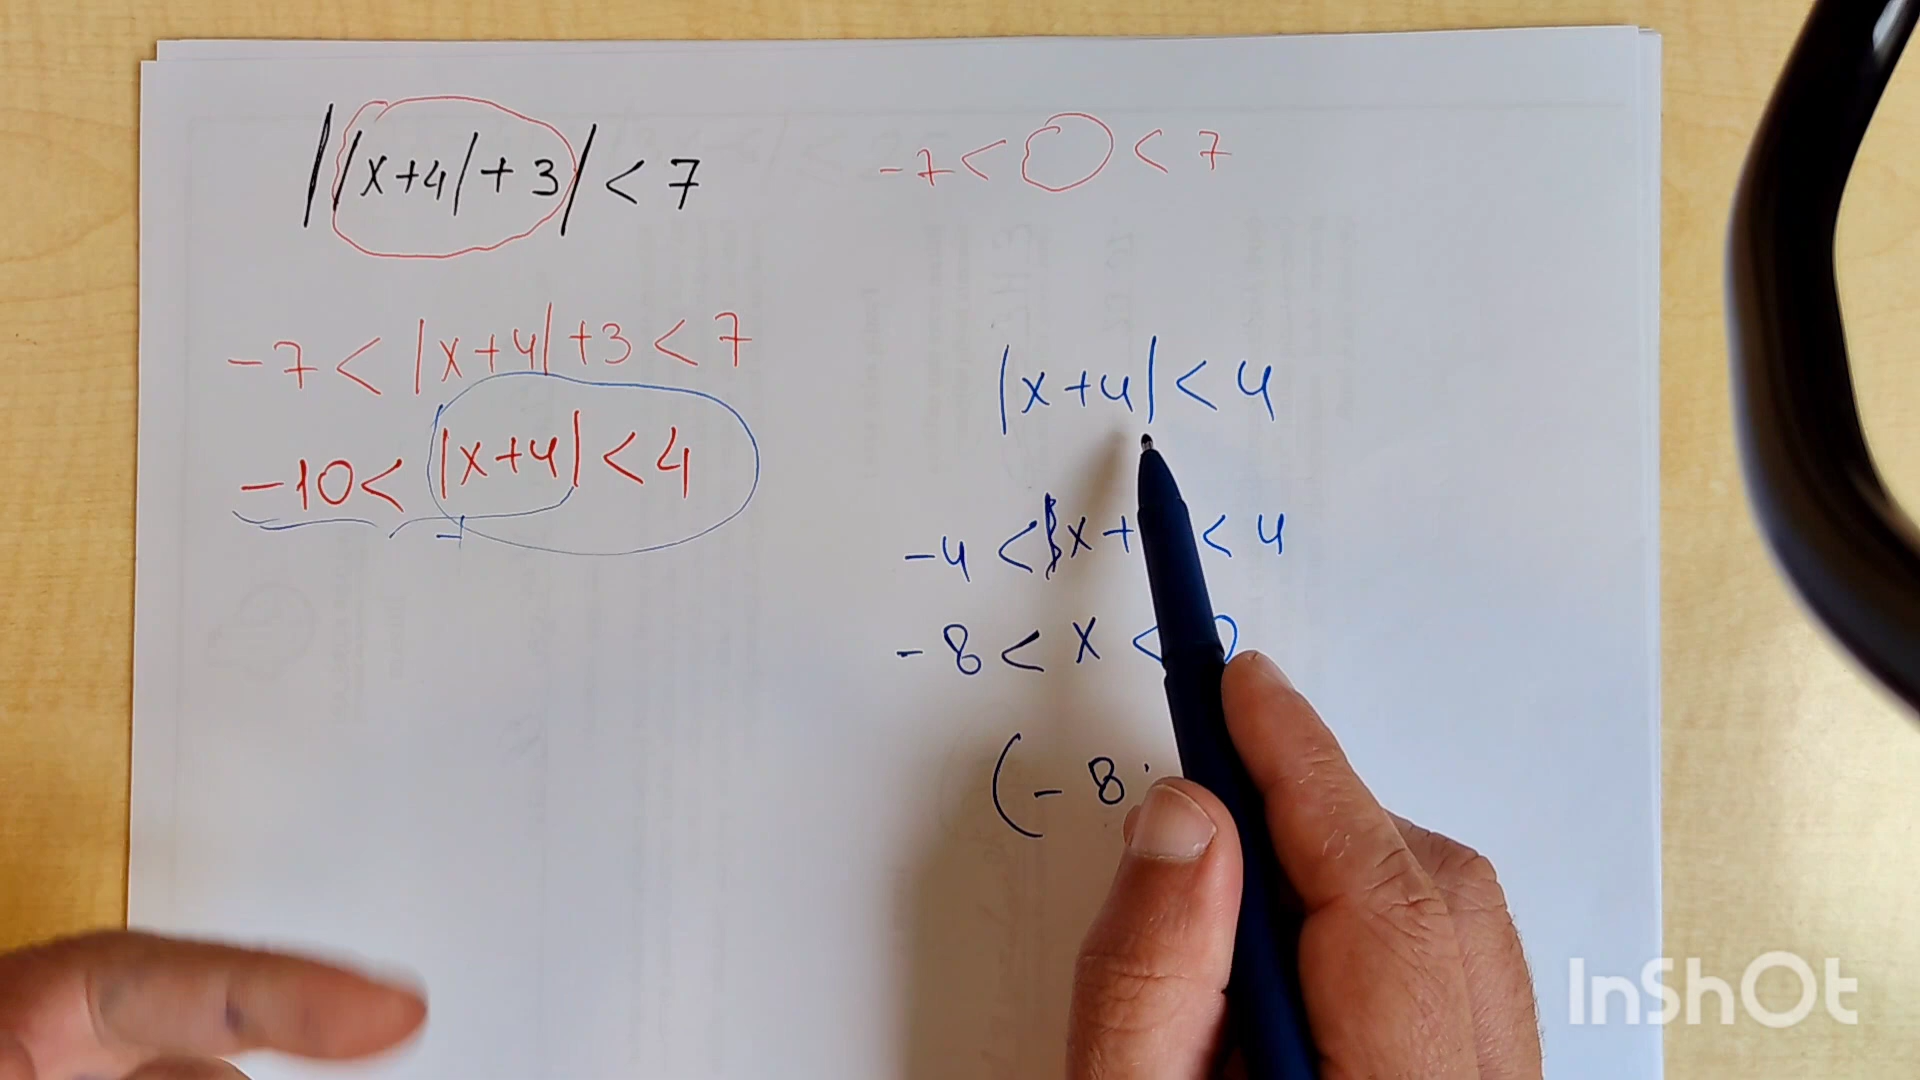 ||x+4|+3|<7
-7< <7
-7<|x+4|+3<7
-10<|x+4|<4
+
|x+4|<4
-4<x+ <4
-8<x<0
(-8
InShOt